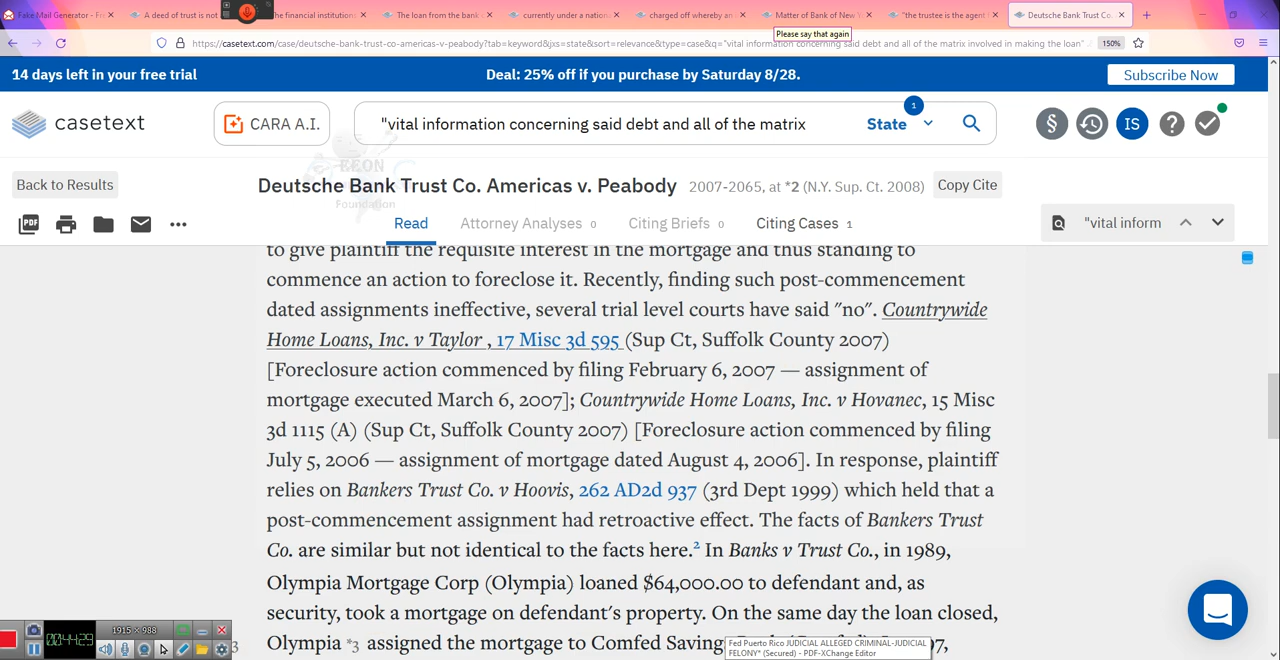 Fake Mail Generator - F
A deed of trust is not
The financial institutions
The loan from the bank
currently under a nation
charged off whereby an
Matter of Bank of New Y
"the trustee is the agent
Deutsche Bank Trust Co.
Please say that again
https://casetext.com/case/deutsche-bank-trust-co-americas-v-peabody?tab=keyword&jxs=state&sort=relevance&type=case&q="vital information concerning said debt and all of the matrix involved in making the loan"
150%
14 days left in your free trial
Deal: 25% off if you purchase by Saturday 8/28.
Subscribe Now
casetext
CARA A.I.
"vital information concerning said debt and all of the matrix
State
1
§
IS
?
EEON
Foundation
Back to Results
Deutsche Bank Trust Co. Americas v. Peabody
2007-2065, at *2 (N.Y. Sup. Ct. 2008)
Copy Cite
PDF
Read
Attorney Analyses 0
Citing Briefs 0
Citing Cases 1
"vital inform
to give plaintiff the requisite interest in the mortgage and thus standing to
commence an action to foreclose it. Recently, finding such post-commencement
dated assignments ineffective, several trial level courts have said "no". Countrywide
Home Loans, Inc. v Taylor , 17 Misc 3d 595 (Sup Ct, Suffolk County 2007)
[Foreclosure action commenced by filing February 6, 2007 — assignment of
mortgage executed March 6, 2007]; Countrywide Home Loans, Inc. v Hovanec, 15 Misc
3d 1115 (A) (Sup Ct, Suffolk County 2007) [Foreclosure action commenced by filing
July 5, 2006 — assignment of mortgage dated August 4, 2006]. In response, plaintiff
relies on Bankers Trust Co. v Hoovis, 262 AD2d 937 (3rd Dept 1999) which held that a
post-commencement assignment had retroactive effect. The facts of Bankers Trust
Co. are similar but not identical to the facts here.2 In Banks v Trust Co., in 1989,
Olympia Mortgage Corp (Olympia) loaned $64,000.00 to defendant and, as
security, took a mortgage on defendant's property. On the same day the loan closed,
Olympia *3 assigned the mortgage to Comfed Savings
Fed Puerto Rico JUDICIAL ALLEGED CRIMINAL-JUDICIAL
FELONY* (Secured) - PDF-XChange Editor
00:44:29
1915 × 988
3